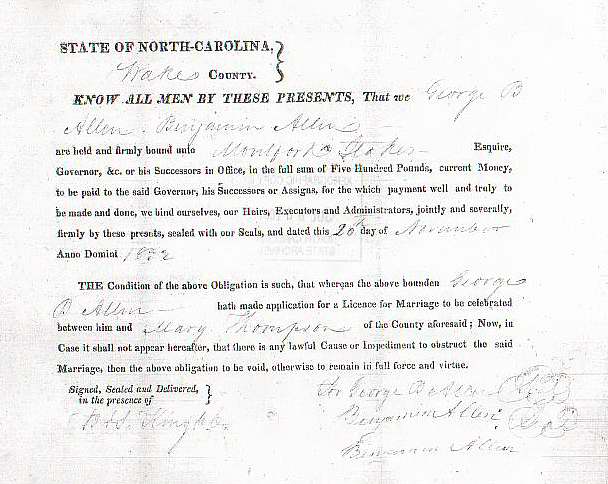 STATE OF NORTH-CAROLINA,
Wake COUNTY.
KNOW ALL MEN BY THESE PRESENTS, That we George B
Allen, Benjamin Allen
are held and firmly bound unto Montford Stokes Esquire,
Governor, &c. or his Successors in Office, in the full sum of Five Hundred Pounds, current Money,
to be paid to the said Governor, his Successors or Assigns, for the which payment well and truly to
be made and done, we bind ourselves, our Heirs, Executors and Administrators, jointly and severally,
firmly by these presents, sealed with our Seals, and dated this 20th day of November
Anno Domini 1832
THE Condition of the above Obligation is such, that whereas the above bounden George
B Allen hath made application for a Licence for Marriage to be celebrated
between him and Mary Thompson of the County aforesaid; Now, in
Case it shall not appear hereafter, that there is any lawful Cause or Impediment to obstruct the said
Marriage, then the above obligation to be void, otherwise to remain in full force and virtue.
Signed, Sealed and Delivered,
in the presence of
for George B Allen
Benjamin Allen
Benjamin Allen